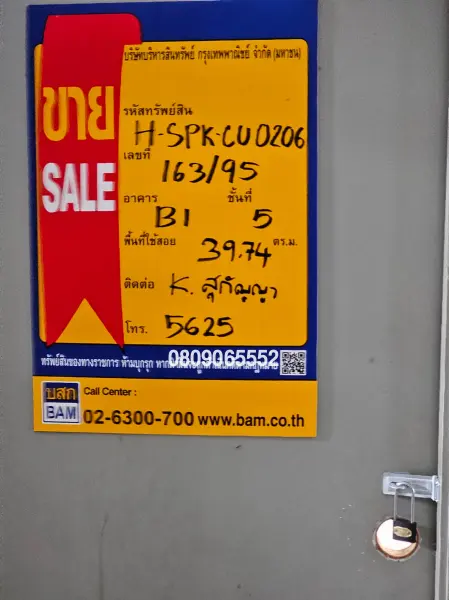 บริษัทบริหารสินทรัพย์ กรุงเทพพาณิชย์ จำกัด (มหาชน)
ขาย
SALE
รหัสทรัพย์สิน
H-SPK-CU0206
เลขที่ 163/95
อาคาร B1 ชั้นที่ 5
พื้นที่ใช้สอย 39.74 ตร.ม.
ติดต่อ K. สุกัญญา
โทร. 5625
0809065552
ทรัพย์สินของทางราชการ ห้ามบุกรุก
บสก
BAM
Call Center :
02-6300-700 www.bam.co.th